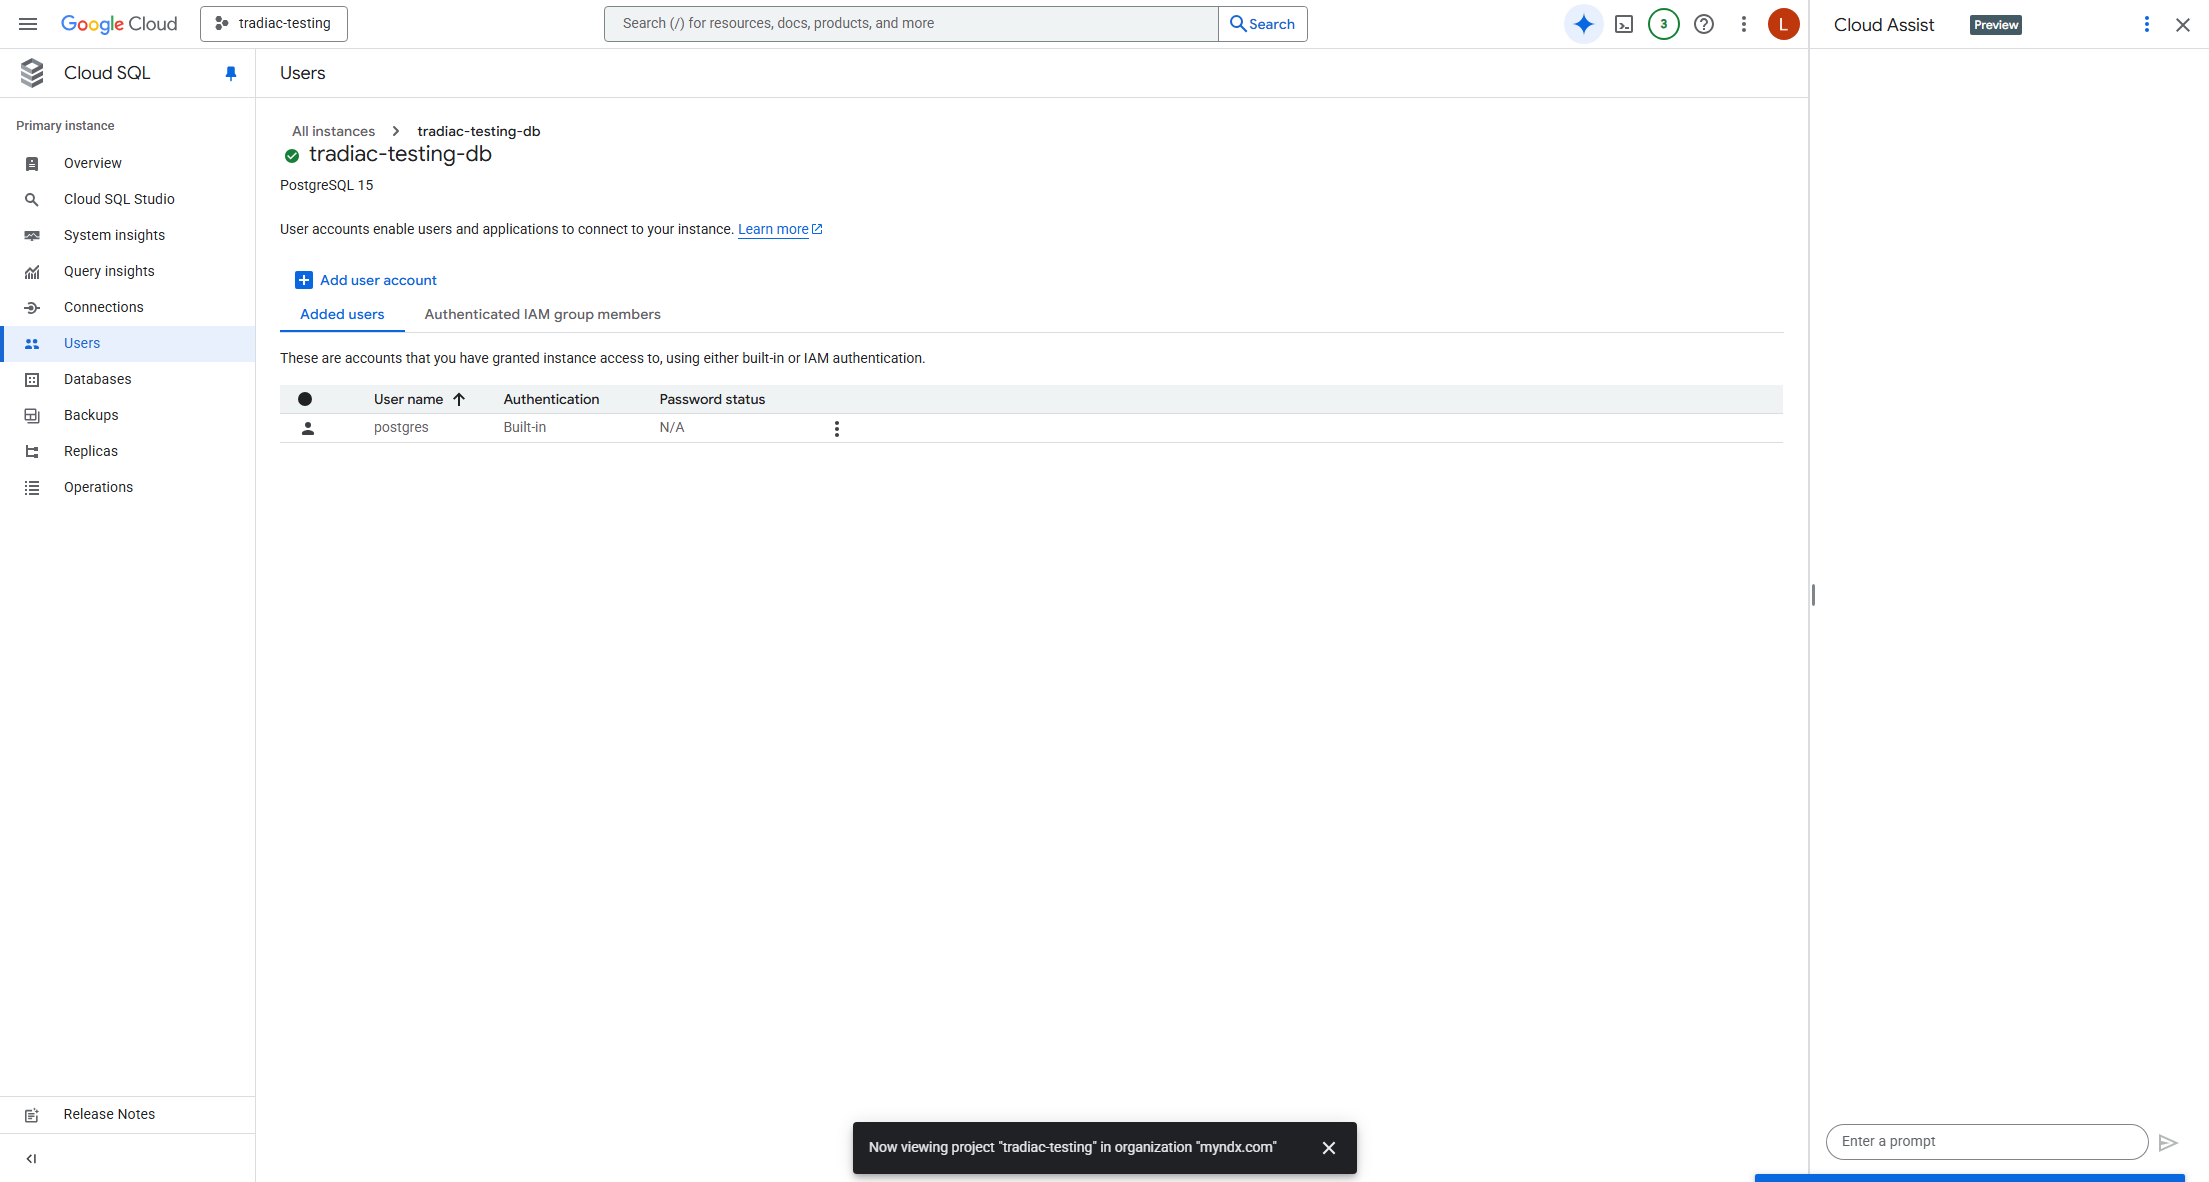 Google Cloud
tradiac-testing
Search (/) for resources, docs, products, and more
Search
3
L
Cloud Assist
Preview
Cloud SQL
Users
Primary instance
Overview
Cloud SQL Studio
System insights
Query insights
Connections
Users
Databases
Backups
Replicas
Operations
All instances
tradiac-testing-db
tradiac-testing-db
PostgreSQL 15
User accounts enable users and applications to connect to your instance. Learn more
Add user account
Added users
Authenticated IAM group members
These are accounts that you have granted instance access to, using either built-in or IAM authentication.
User name Authentication Password status
postgres Built-in N/A
Release Notes
Now viewing project "tradiac-testing" in organization "myndx.com"
Enter a prompt